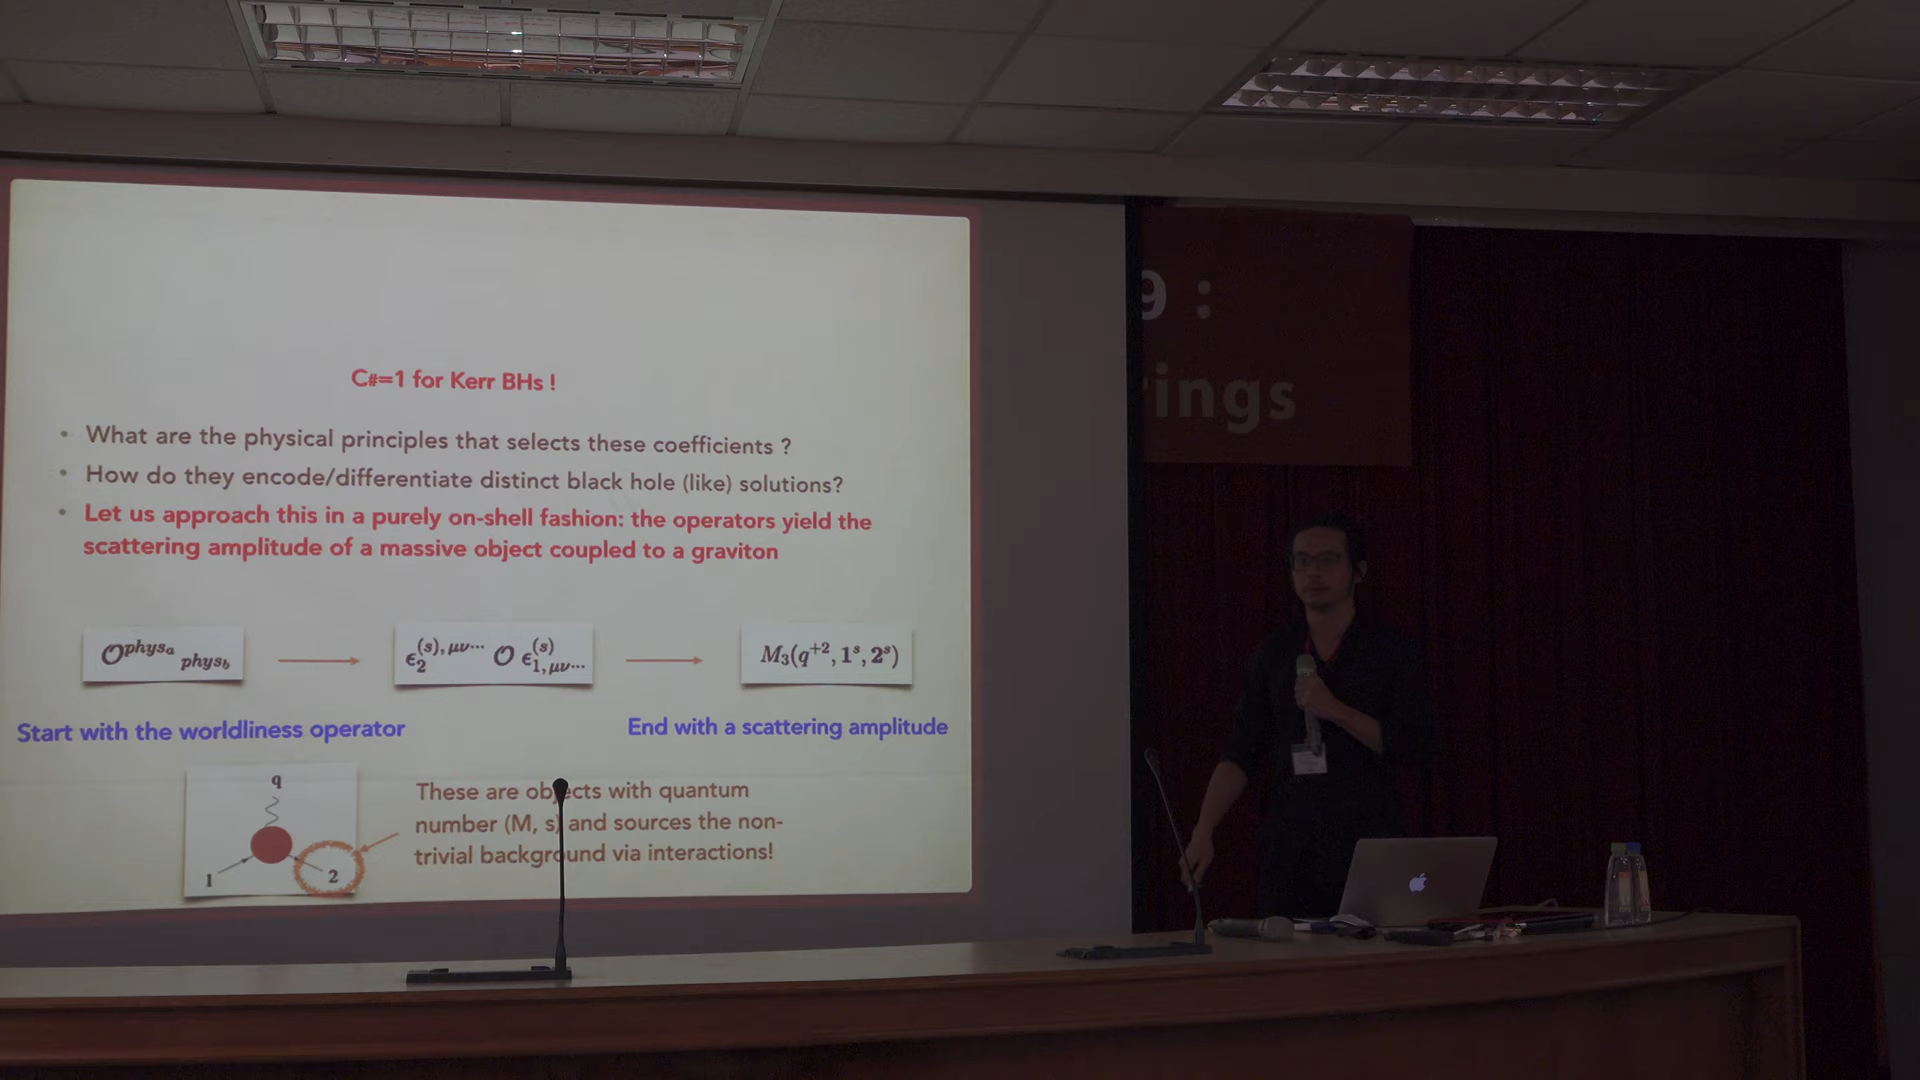 C#=1 for Kerr BHs !
• What are the physical principles that selects these coefficients ?
• How do they encode/differentiate distinct black hole (like) solutions?
• Let us approach this in a purely on-shell fashion: the operators yield the
scattering amplitude of a massive object coupled to a graviton
𝒪^{phys_a}_{phys_b}
ϵ_2^{(s),μν⋯} 𝒪 ϵ_{1,μν⋯}^{(s)}
M_3(q^{+2}, 1^s, 2^s)
Start with the worldliness operator
End with a scattering amplitude
q
1
2
These are objects with quantum
number (M, s) and sources the non-
trivial background via interactions!
9 :
rings